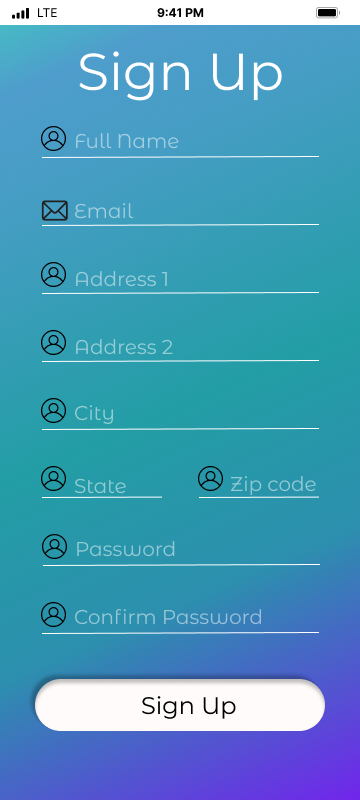 LTE 9:41 PM
Sign Up
Full Name
Email
Address 1
Address 2
City
State Zip code
Password
Confirm Password
Sign Up